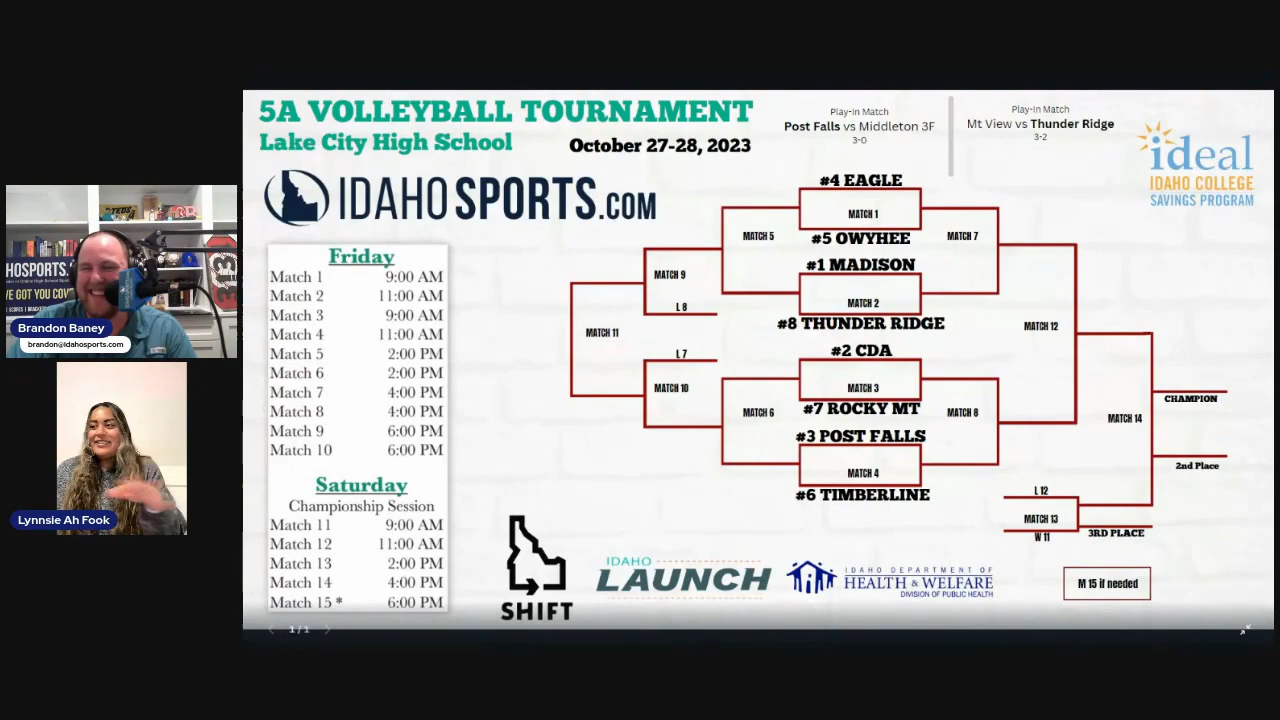 5A VOLLEYBALL TOURNAMENT
Lake City High School
October 27-28, 2023
Play-In Match
Post Falls vs Middleton 3F
3-0
Play-In Match
Mt View vs Thunder Ridge
3-2
ideal
IDAHO COLLEGE
SAVINGS PROGRAM
IDAHOSPORTS.COM
Friday
Match 1 9:00 AM
Match 2 11:00 AM
Match 3 9:00 AM
Match 4 11:00 AM
Match 5 2:00 PM
Match 6 2:00 PM
Match 7 4:00 PM
Match 8 4:00 PM
Match 9 6:00 PM
Match 10 6:00 PM
Saturday
Championship Session
Match 11 9:00 AM
Match 12 11:00 AM
Match 13 2:00 PM
Match 14 4:00 PM
Match 15 * 6:00 PM
#4 EAGLE
MATCH 1
#5 OWYHEE
#1 MADISON
MATCH 2
#8 THUNDER RIDGE
#2 CDA
MATCH 3
#7 ROCKY MT
#3 POST FALLS
MATCH 4
#6 TIMBERLINE
MATCH 5
MATCH 7
MATCH 9
L 8
MATCH 11
L 7
MATCH 10
MATCH 6
MATCH 8
MATCH 12
MATCH 14
CHAMPION
2nd Place
L 12
MATCH 13
W 11
3RD PLACE
M 15 if needed
SHIFT
IDAHO
LAUNCH
IDAHO DEPARTMENT OF
HEALTH & WELFARE
DIVISION OF PUBLIC HEALTH
1/1
Brandon Baney
brandon@idahosports.com
Lynnsie Ah Fook